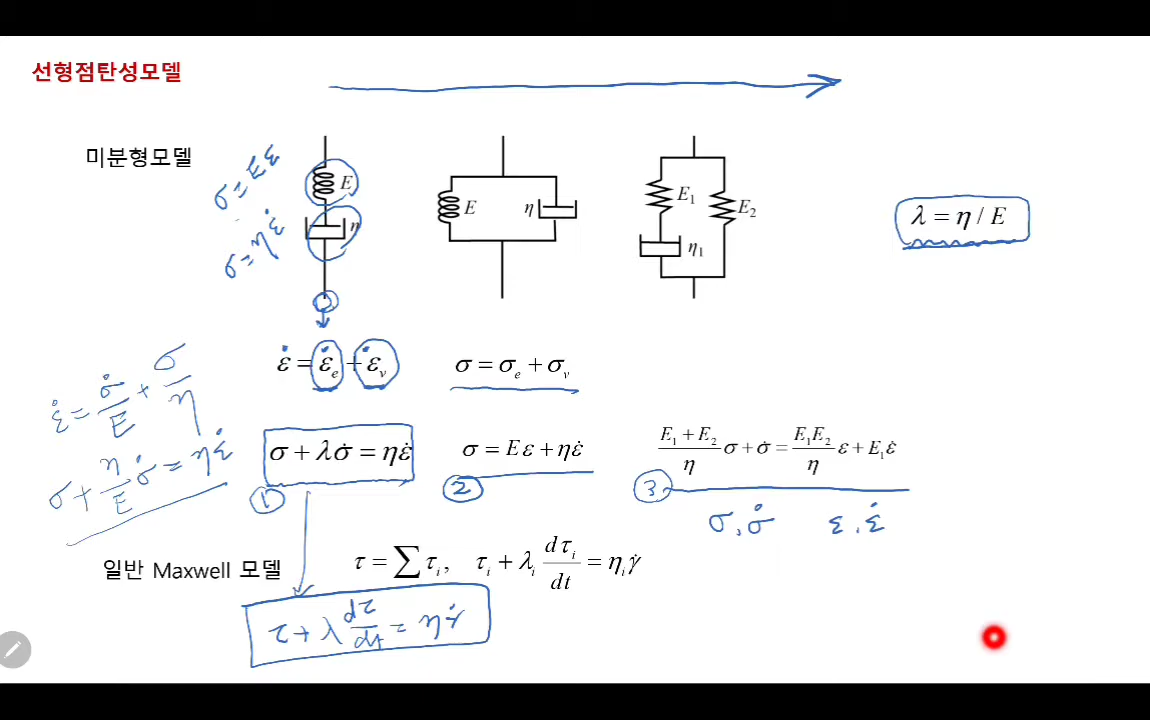 선형점탄성모델
미분형모델
σ = Eε
σ = ηε̇
E
η
E
η
E₁
E₂
η₁
λ = η / E
ε̇ = ε̇ₑ + ε̇ᵥ
σ = σₑ + σᵥ
ε̇ = σ̇/E + σ/η
σ + η/E σ̇ = ηε̇
σ + λσ̇ = ηε̇
①
σ = Eε + ηε̇
②
(E₁ + E₂)/η σ + σ̇ = E₁E₂/η ε + E₁ε̇
③
σ, σ̇ ε, ε̇
일반 Maxwell 모델
τ = ∑ τᵢ, τᵢ + λᵢ dτᵢ/dt = ηᵢγ̇
τ + λ dτ/dt = ηγ̇